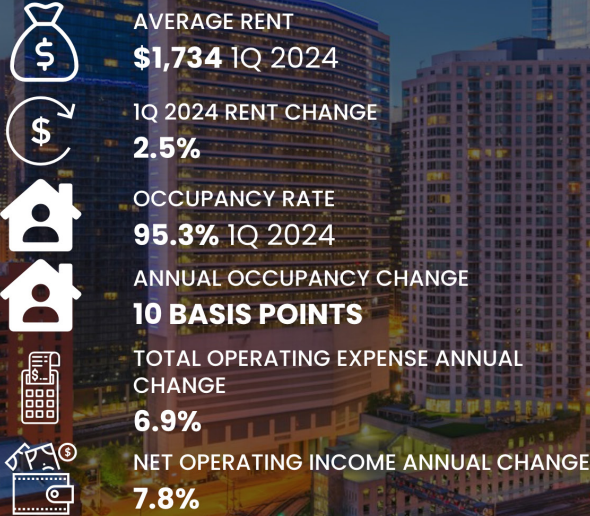 AVERAGE RENT
$1,734 1Q 2024
1Q 2024 RENT CHANGE
2.5%
OCCUPANCY RATE
95.3% 1Q 2024
ANNUAL OCCUPANCY CHANGE
10 BASIS POINTS
TOTAL OPERATING EXPENSE ANNUAL
CHANGE
6.9%
NET OPERATING INCOME ANNUAL CHANGE
7.8%